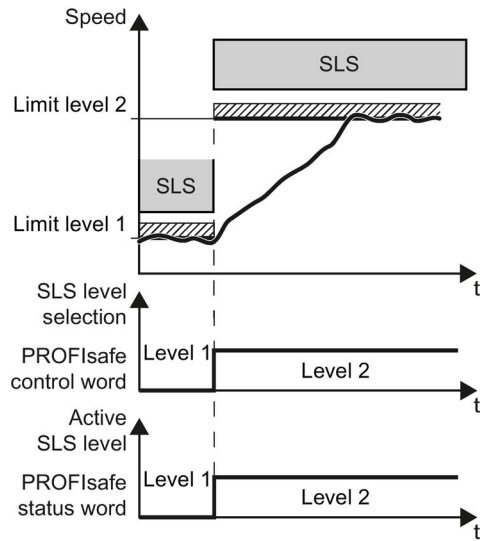 Speed
SLS
Limit level 2
SLS
Limit level 1
t
SLS level
selection
PROFIsafe
control word
Level 1
Level 2
t
Active
SLS level
PROFIsafe
status word
Level 1
Level 2
t